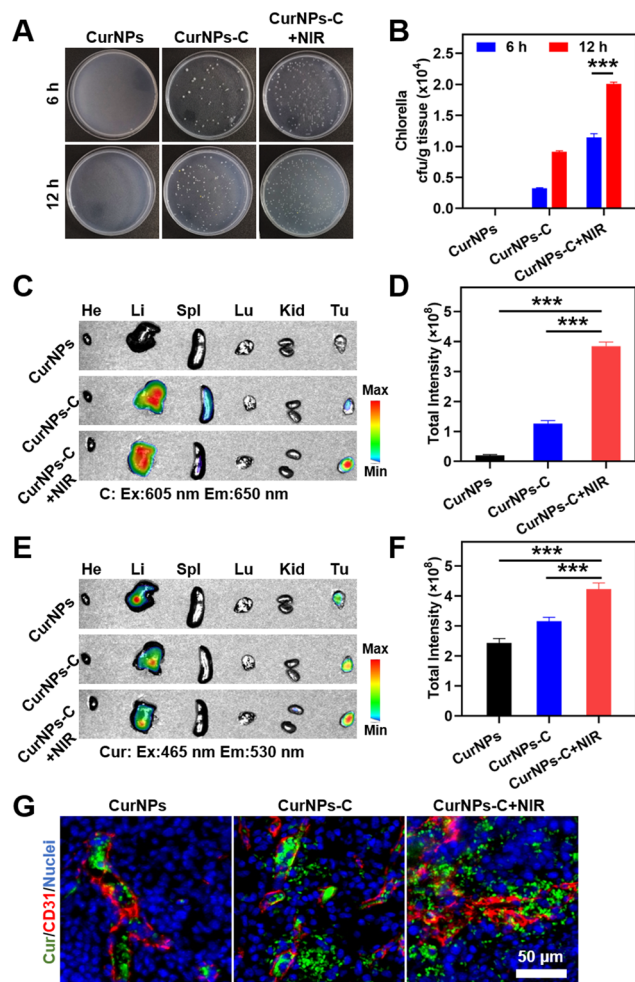 A
CurNPs
CurNPs-C
CurNPs-C
+NIR
6 h
12 h
B
6 h
12 h
***
Chlorella
cfu/g tissue (x10⁴)
2.5
2.0
1.5
1.0
0.5
0.0
CurNPs
CurNPs-C
CurNPs-C+NIR
C
He
Li
Spl
Lu
Kid
Tu
CurNPs
CurNPs-C
CurNPs-C
+NIR
Max
Min
C: Ex:605 nm Em:650 nm
D
***
***
Total Intensity (×10⁸)
6
4
2
0
CurNPs
CurNPs-C
CurNPs-C+NIR
E
He
Li
Spl
Lu
Kid
Tu
CurNPs
CurNPs-C
CurNPs-C
+NIR
Max
Min
Cur: Ex:465 nm Em:530 nm
F
***
***
Total Intensity (×10⁸)
6
4
3
2
1
0
CurNPs
CurNPs-C
CurNPs-C+NIR
G
CurNPs
CurNPs-C
CurNPs-C+NIR
Cur/CD31/Nuclei
50 μm